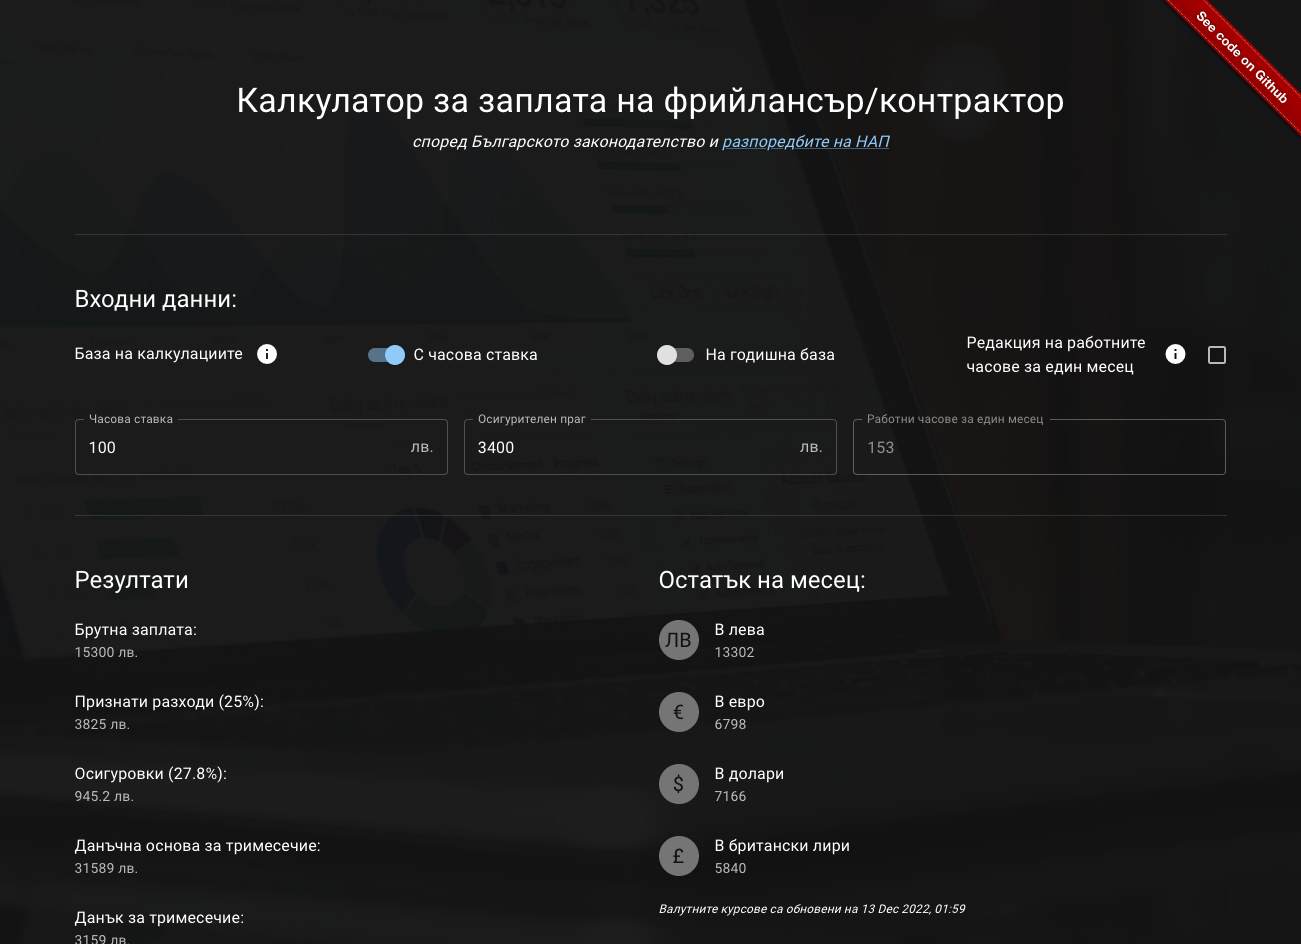 See code on Github
Калкулатор за заплата на фрийлансър/контрактор
според Българското законодателство и разпоредбите на НАП
Входни данни:
База на калкулациите
С часова ставка
На годишна база
Редакция на работните
часове за един месец
Часова ставка
100
лв.
Осигурителен праг
3400
лв.
Работни часове за един месец
153
Резултати
Брутна заплата:
15300 лв.
Признати разходи (25%):
3825 лв.
Осигуровки (27.8%):
945.2 лв.
Данъчна основа за тримесечие:
31589 лв.
Данък за тримесечие:
3159 лв.
Остатък на месец:
ЛВ
В лева
13302
€
В евро
6798
$
В долари
7166
£
В британски лири
5840
Валутните курсове са обновени на 13 Dec 2022, 01:59